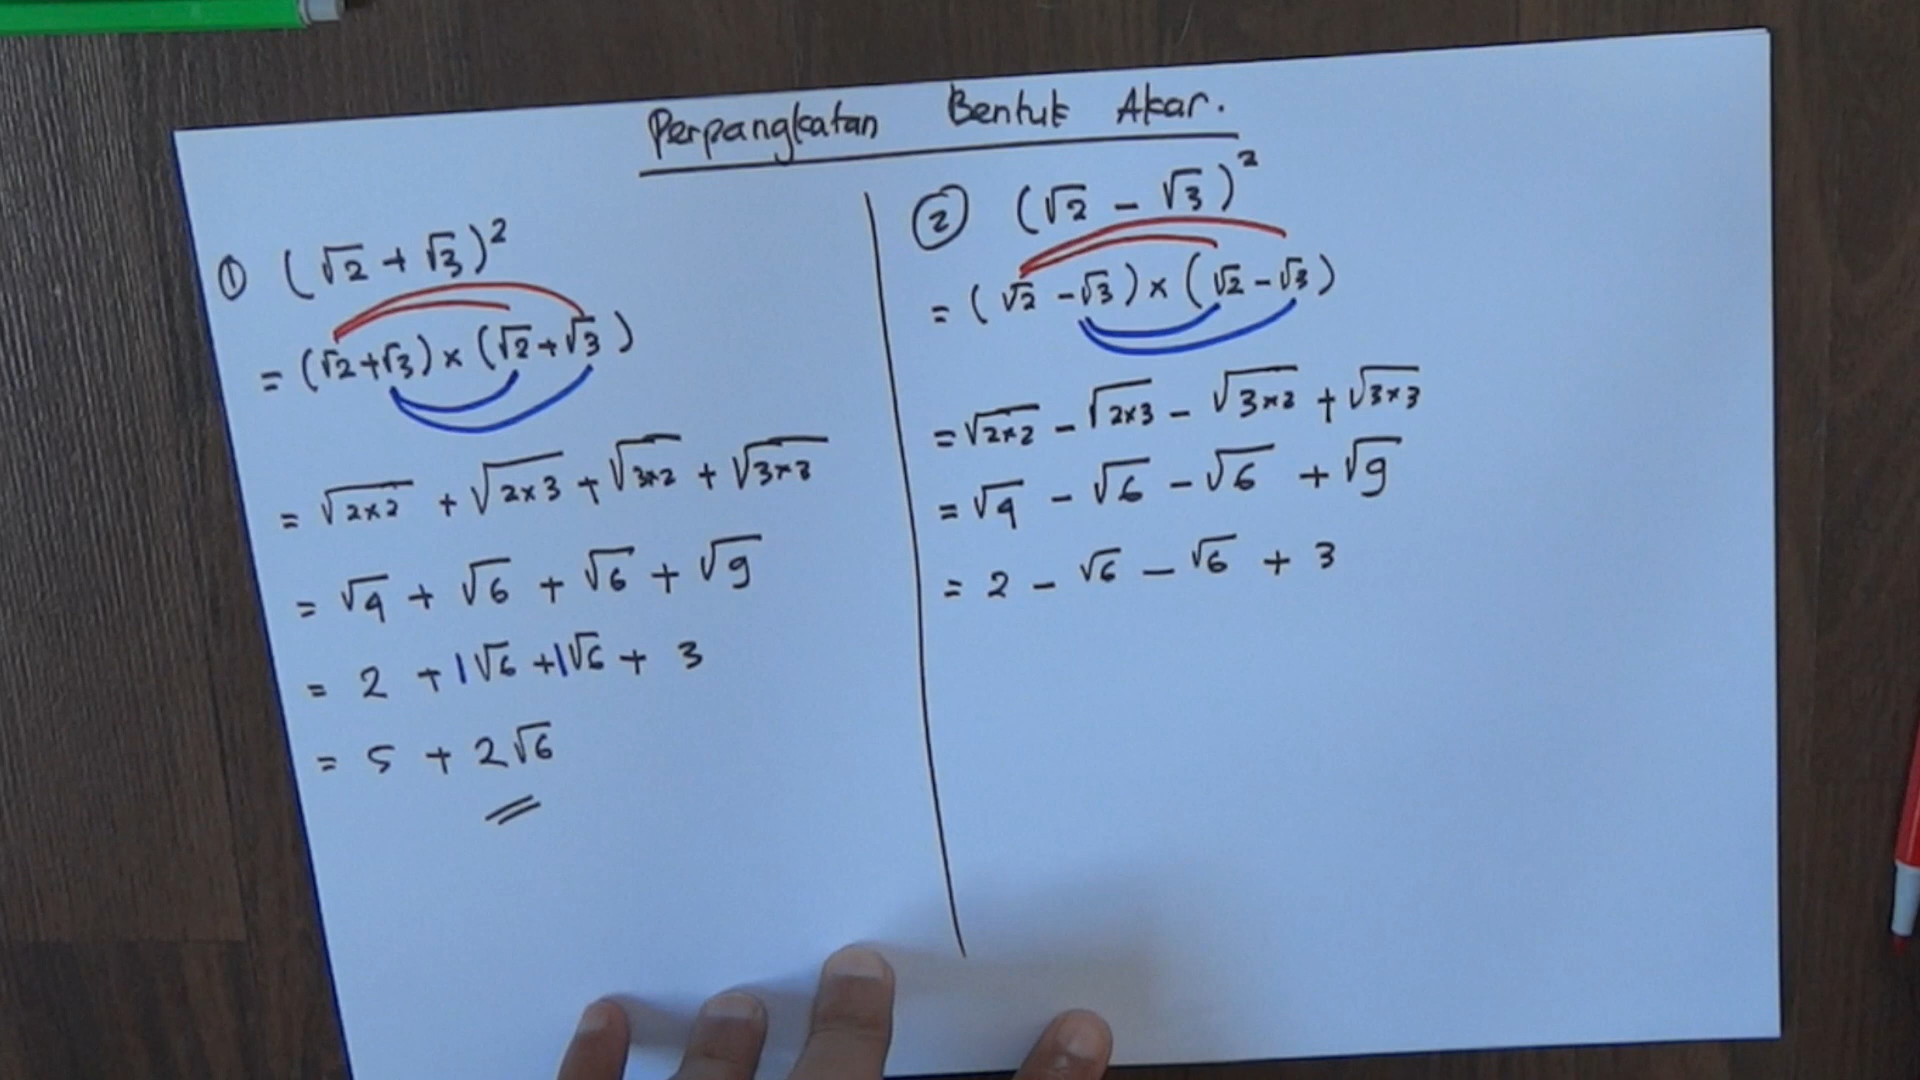 Perpangkatan Bentuk Akar.
① (√2 + √3)²
= (√2+√3) × (√2+√3)
= √2×2 + √2×3 + √3×2 + √3×3
= √4 + √6 + √6 + √9
= 2 + 1√6 + 1√6 + 3
= 5 + 2√6
② (√2 - √3)²
= (√2 - √3) × (√2 - √3)
= √2×2 - √2×3 - √3×2 + √3×3
= √4 - √6 - √6 + √9
= 2 - √6 - √6 + 3